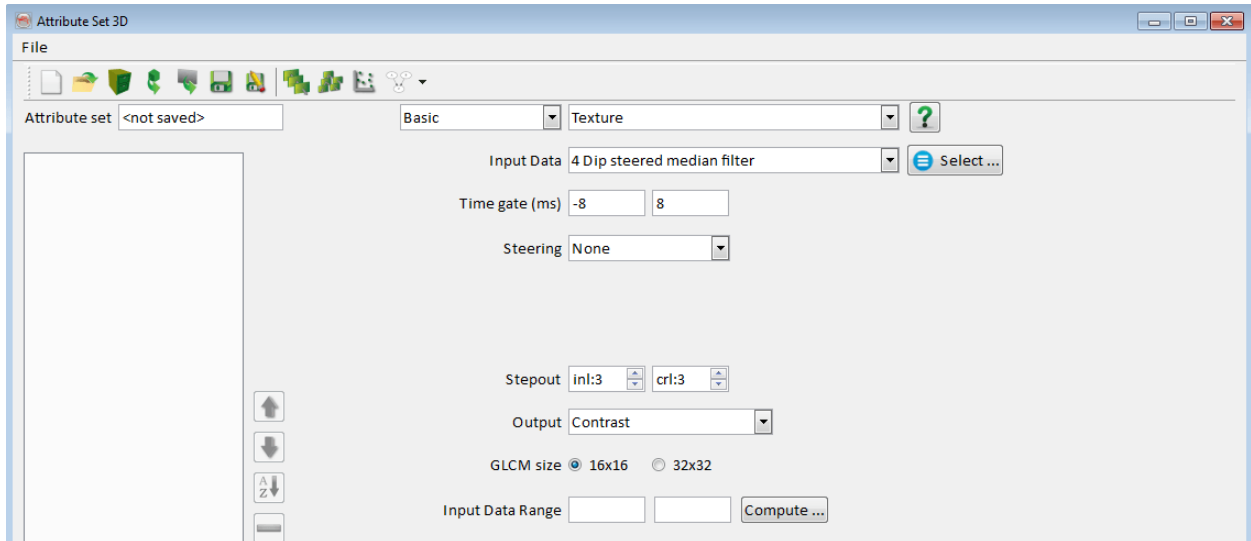 Attribute Set 3D
File
Attribute set <not saved> Basic Texture
Input Data 4 Dip steered median filter Select ...
Time gate (ms) -8 8
Steering None
Stepout inl:3 crl:3
Output Contrast
GLCM size 16x16 32x32
A
Z
Input Data Range Compute ...